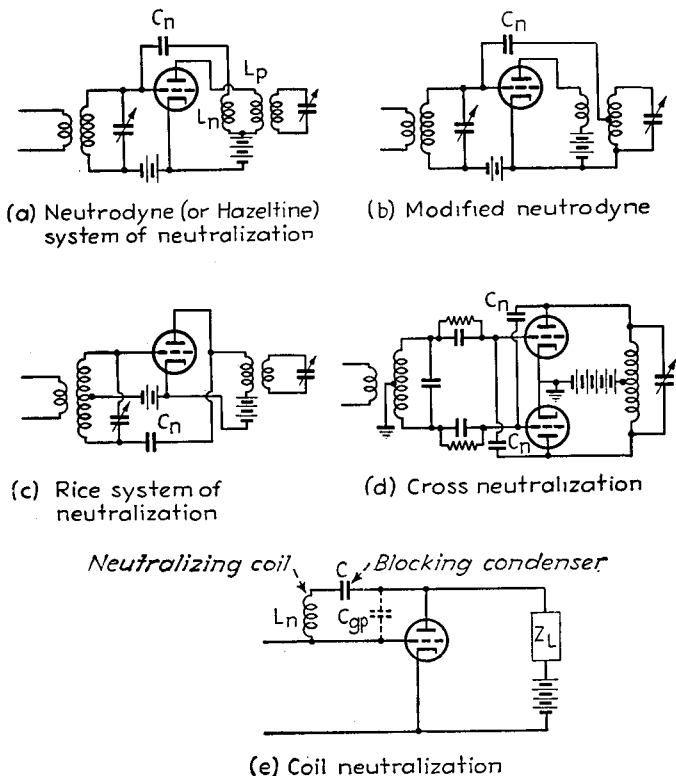 Cn
Lp
Ln
(a) Neutrodyne (or Hazeltine)
system of neutralization
Cn
(b) Modified neutrodyne
Cn
(c) Rice system of
neutralization
Cn
Cn
(d) Cross neutralization
Neutralizing coil
C
Blocking condenser
Ln
Cgp
ZL
(e) Coil neutralization